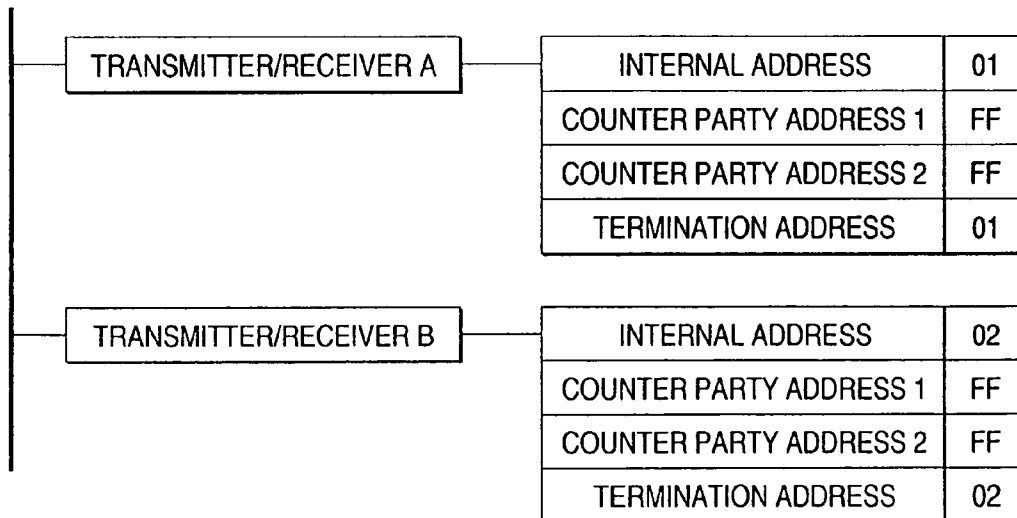 TRANSMITTER/RECEIVER A
INTERNAL ADDRESS 01
COUNTER PARTY ADDRESS 1 FF
COUNTER PARTY ADDRESS 2 FF
TERMINATION ADDRESS 01
TRANSMITTER/RECEIVER B
INTERNAL ADDRESS 02
COUNTER PARTY ADDRESS 1 FF
COUNTER PARTY ADDRESS 2 FF
TERMINATION ADDRESS 02